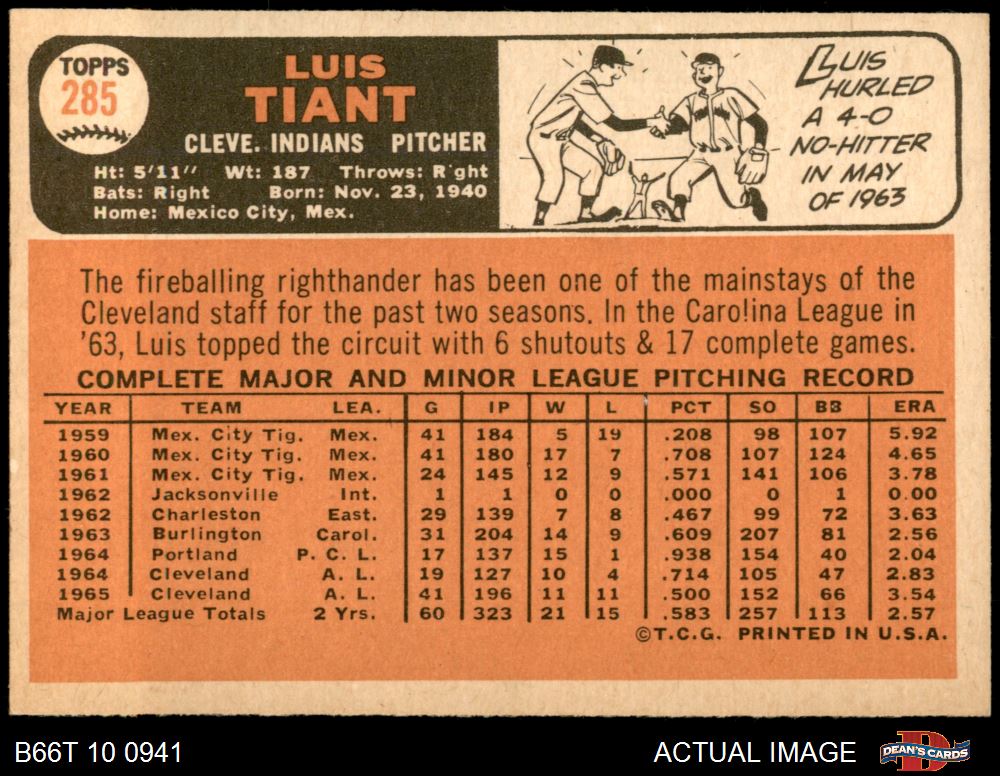 TOPPS
285
LUIS
TIANT
CLEVE. INDIANS PITCHER
Ht: 5'11'' Wt: 187 Throws: R'ght
Bats: Right Born: Nov. 23, 1940
Home: Mexico City, Mex.
LUIS
HURLED
A 4-0
NO-HITTER
IN MAY
OF 1963
The fireballing righthander has been one of the mainstays of the
Cleveland staff for the past two seasons. In the Caro!ina League in
'63, Luis topped the circuit with 6 shutouts & 17 complete games.
COMPLETE MAJOR AND MINOR LEAGUE PITCHING RECORD
YEAR TEAM LEA. G IP W L PCT SO BB ERA
1959 Mex. City Tig. Mex. 41 184 5 19 .208 98 107 5.92
1960 Mex. City Tig. Mex. 41 180 17 7 .708 107 124 4.65
1961 Mex. City Tig. Mex. 24 145 12 9 .571 141 106 3.78
1962 Jacksonville Int. 1 1 0 0 .000 0 1 0.00
1962 Charleston East. 29 139 7 8 .467 99 72 3.63
1963 Burlington Carol. 31 204 14 9 .609 207 81 2.56
1964 Portland P. C. L. 17 137 15 1 .938 154 40 2.04
1964 Cleveland A. L. 19 127 10 4 .714 105 47 2.83
1965 Cleveland A. L. 41 196 11 11 .500 152 66 3.54
Major League Totals 2 Yrs. 60 323 21 15 .583 257 113 2.57
©T.C.G. PRINTED IN U.S.A.
B66T 10 0941 ACTUAL IMAGE DEAN'S CARDS